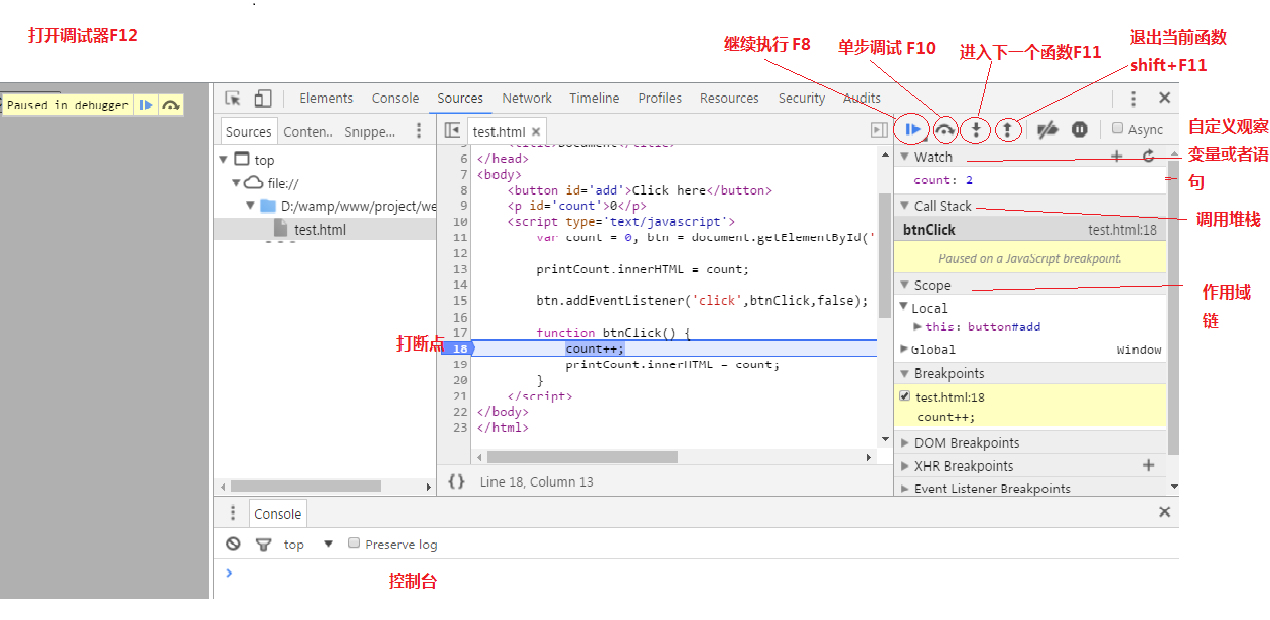 打开调试器F12
继续执行 F8
单步调试 F10
进入下一个函数F11
退出当前函数
shift+F11
Paused in debugger
Elements Console Sources Network Timeline Profiles Resources Security Audits
Sources Conten.. Snippe...
test.html
Async
自定义观察
变量或者语
句
top
file://
D:/wamp/www/project/we
test.html
5 <title>Document</title>
6 </head>
7 <body>
8 <button id='add'>Click here</button>
9 <p id='count'>0</p>
10 <script type='text/javascript'>
11 var count = 0, btn = document.getElementById('
12
13 printCount.innerHTML = count;
14
15 btn.addEventListener('click',btnClick,false);
16
17 function btnClick() {
打断点
18 count++;
19 printCount.innerHTML = count;
20 }
21 </script>
22 </body>
23 </html>
{} Line 18, Column 13
Watch
count: 2
Call Stack
调用堆栈
btnClick test.html:18
Paused on a JavaScript breakpoint.
Scope
作用域
链
Local
this: button#add
Global Window
Breakpoints
test.html:18
count++;
DOM Breakpoints
XHR Breakpoints
Event Listener Breakpoints
Console
top Preserve log
控制台